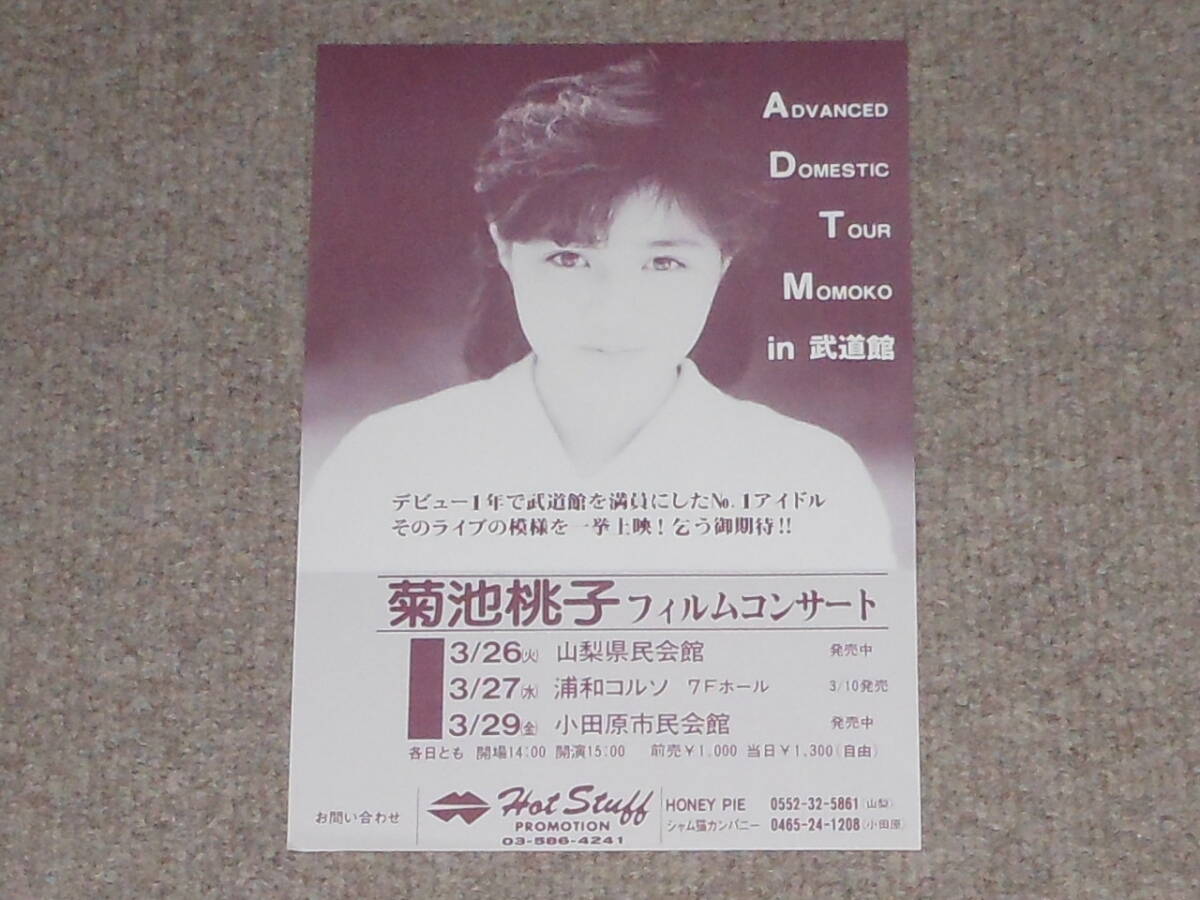 ADVANCED
DOMESTIC
TOUR
MOMOKO
in 武道館
デビュー1年で武道館を満員にしたNo.1アイドル
そのライブの模様を一挙上映!乞う御期待!!
菊池桃子フィルムコンサート
3/26(火) 山梨県民会館 発売中
3/27(水) 浦和コルソ 7Fホール 3/10発売
3/29(金) 小田原市民会館 発売中
各日とも 開場14:00 開演15:00 前売¥1,000 当日¥1,300(自由)
お問い合わせ
Hot Stuff
PROMOTION
03-586-4241
HONEY PIE 0552-32-5861(山梨)
シャム猫カンパニー 0465-24-1208(小田原)